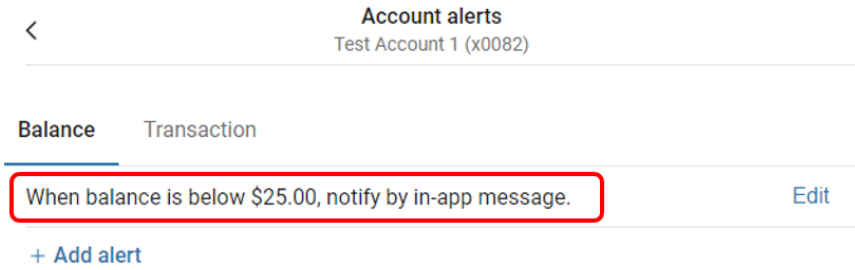 Account alerts
Test Account 1 (x0082)
Balance Transaction
When balance is below $25.00, notify by in-app message. Edit
+ Add alert